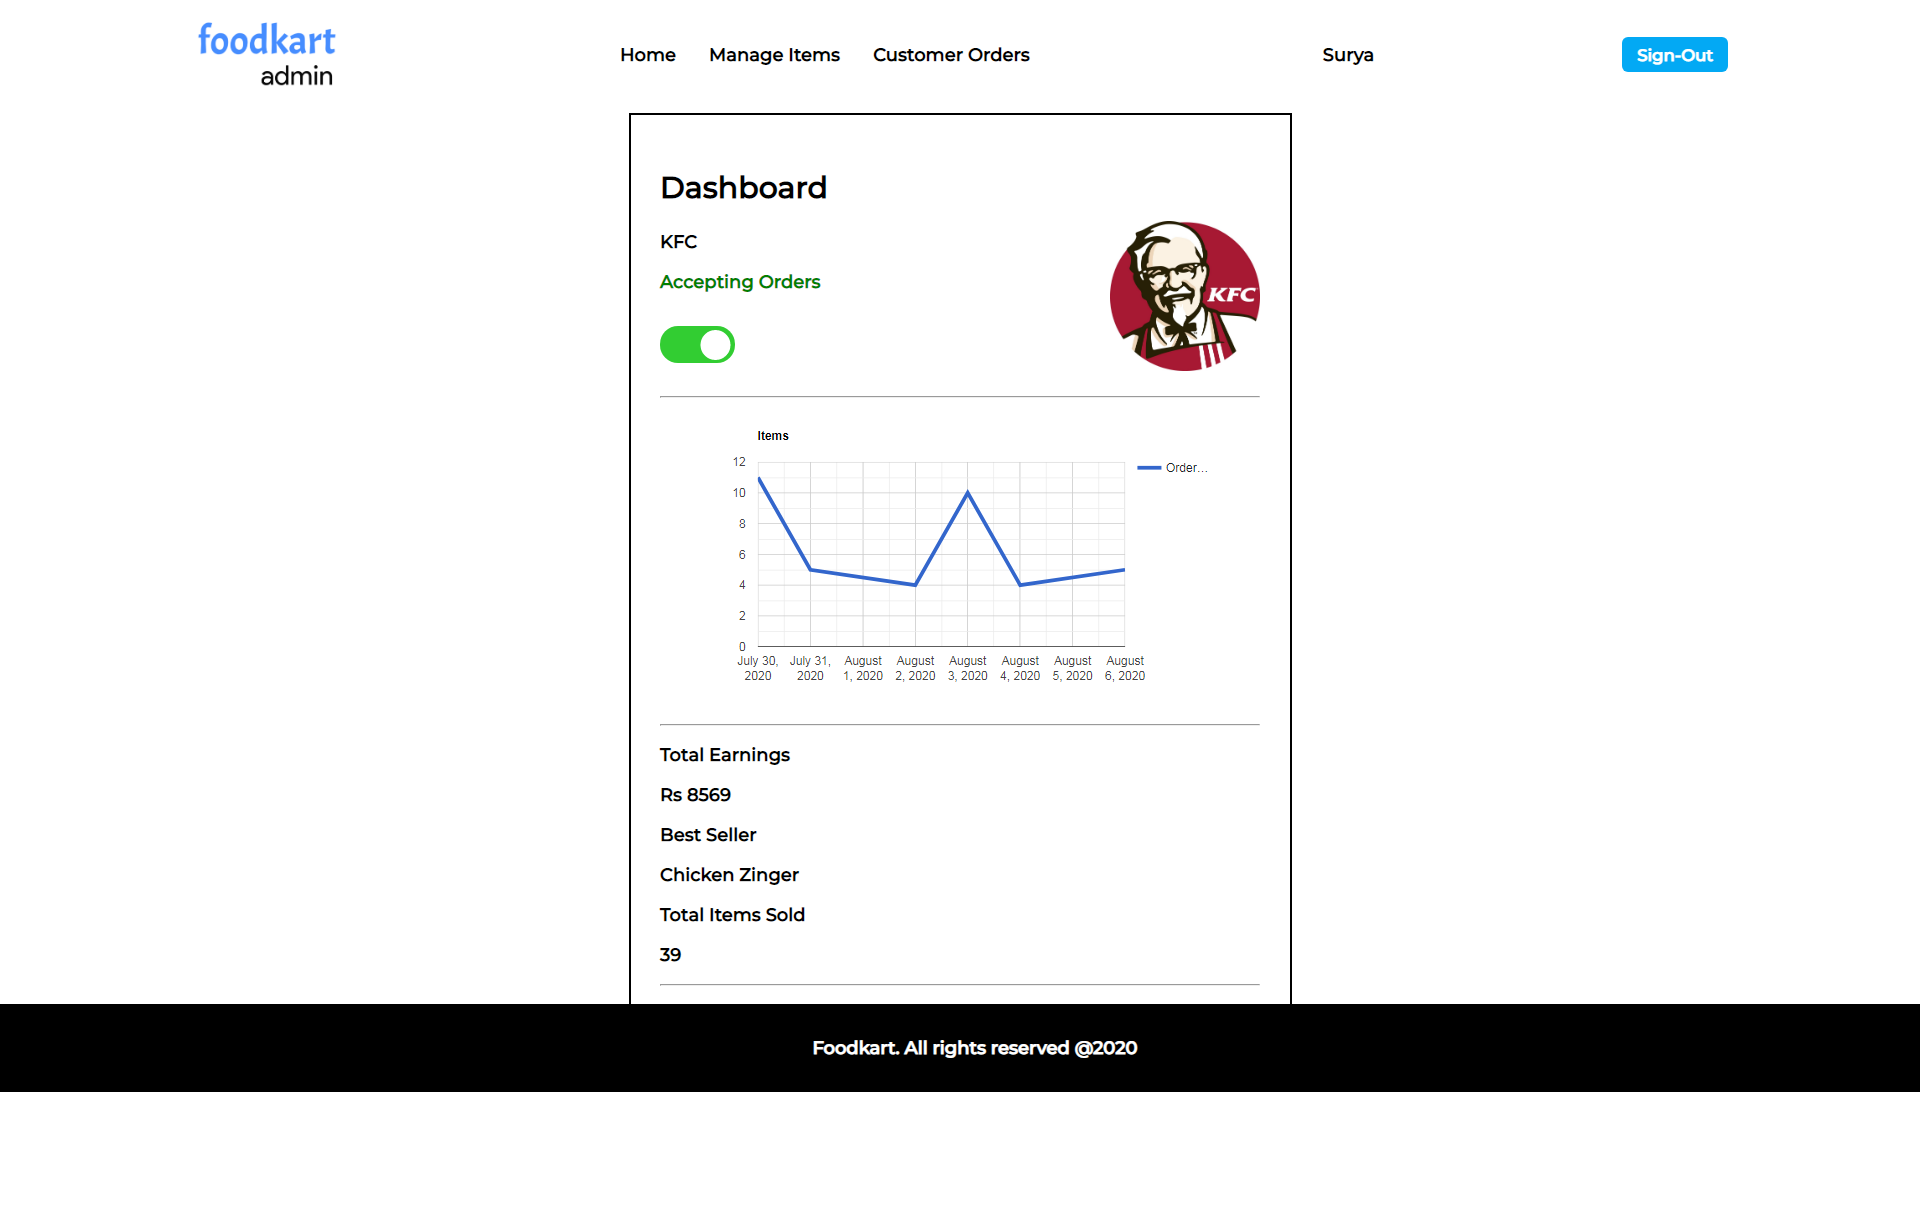 foodkart
admin
Home
Manage Items
Customer Orders
Surya
Sign-Out
Dashboard
KFC
Accepting Orders
KFC
Items
Order...
12
10
8
6
4
2
0
July 30, 2020
July 31, 2020
August 1, 2020
August 2, 2020
August 3, 2020
August 4, 2020
August 5, 2020
August 6, 2020
Total Earnings
Rs 8569
Best Seller
Chicken Zinger
Total Items Sold
39
Foodkart. All rights reserved @2020